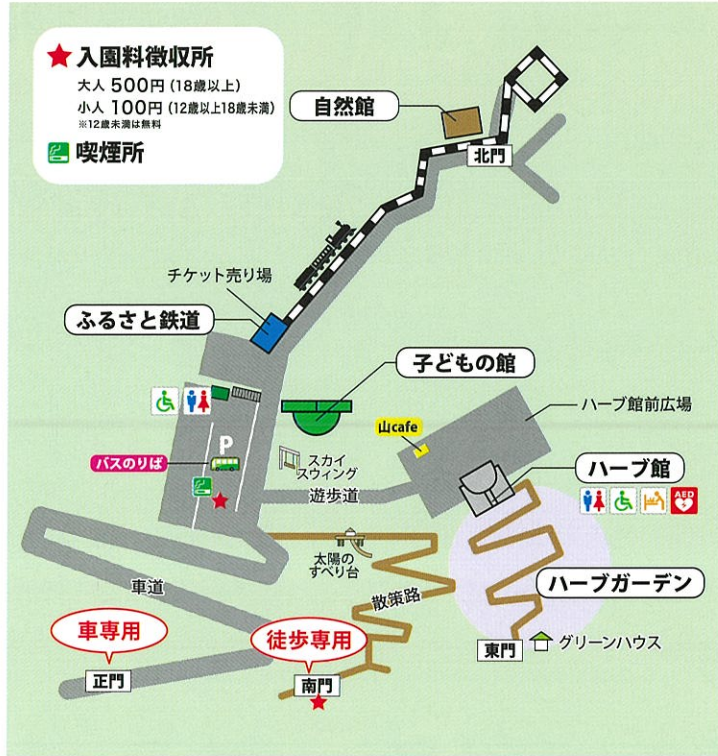 ★ 入園料徴収所
大人 500円 (18歳以上)
小人 100円 (12歳以上18歳未満)
※12歳未満は無料
喫煙所
自然館
北門
チケット売り場
ふるさと鉄道
子どもの館
ハーブ館前広場
山cafe
P
バスのりば
スカイ
スウィング
ハーブ館
遊歩道
AED
太陽の
すべり台
車道
散策路
ハーブガーデン
車専用
徒歩専用
正門
南門
東門
グリーンハウス